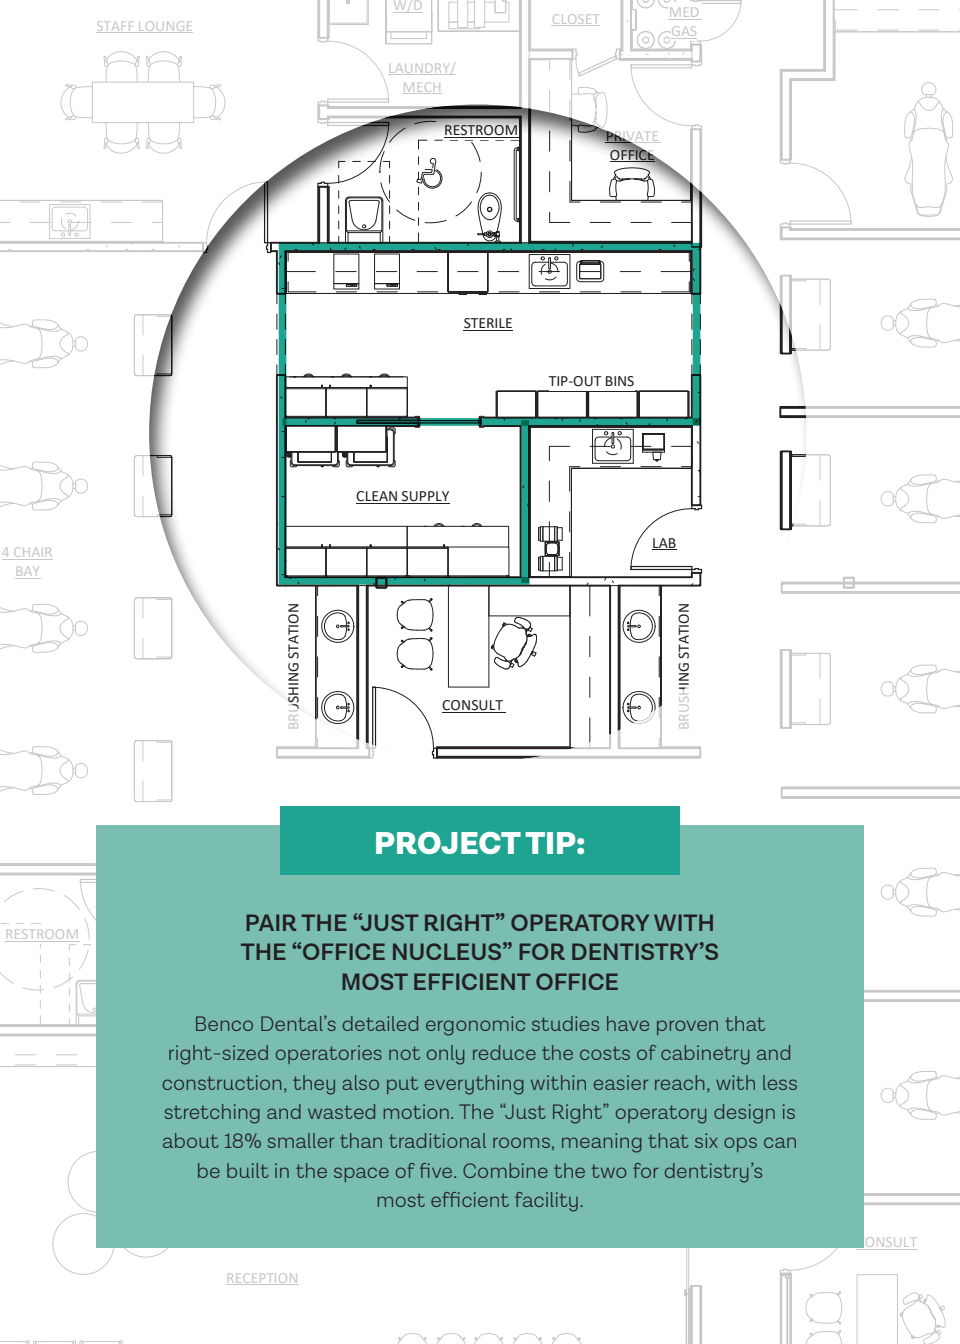 W/D
CLOSET
MED
GAS
STAFF LOUNGE
LAUNDRY/
MECH
RESTROOM
PRIVATE
OFFICE
STERILE
TIP-OUT BINS
CLEAN SUPPLY
LAB
4 CHAIR
BAY
BRUSHING STATION
CONSULT
BRUSHING STATION
PROJECT TIP:
PAIR THE “JUST RIGHT” OPERATORY WITH
THE “OFFICE NUCLEUS” FOR DENTISTRY’S
MOST EFFICIENT OFFICE
RESTROOM
Benco Dental’s detailed ergonomic studies have proven that
right-sized operatories not only reduce the costs of cabinetry and
construction, they also put everything within easier reach, with less
stretching and wasted motion. The “Just Right” operatory design is
about 18% smaller than traditional rooms, meaning that six ops can
be built in the space of five. Combine the two for dentistry’s
most efficient facility.
ONSULT
RECEPTION